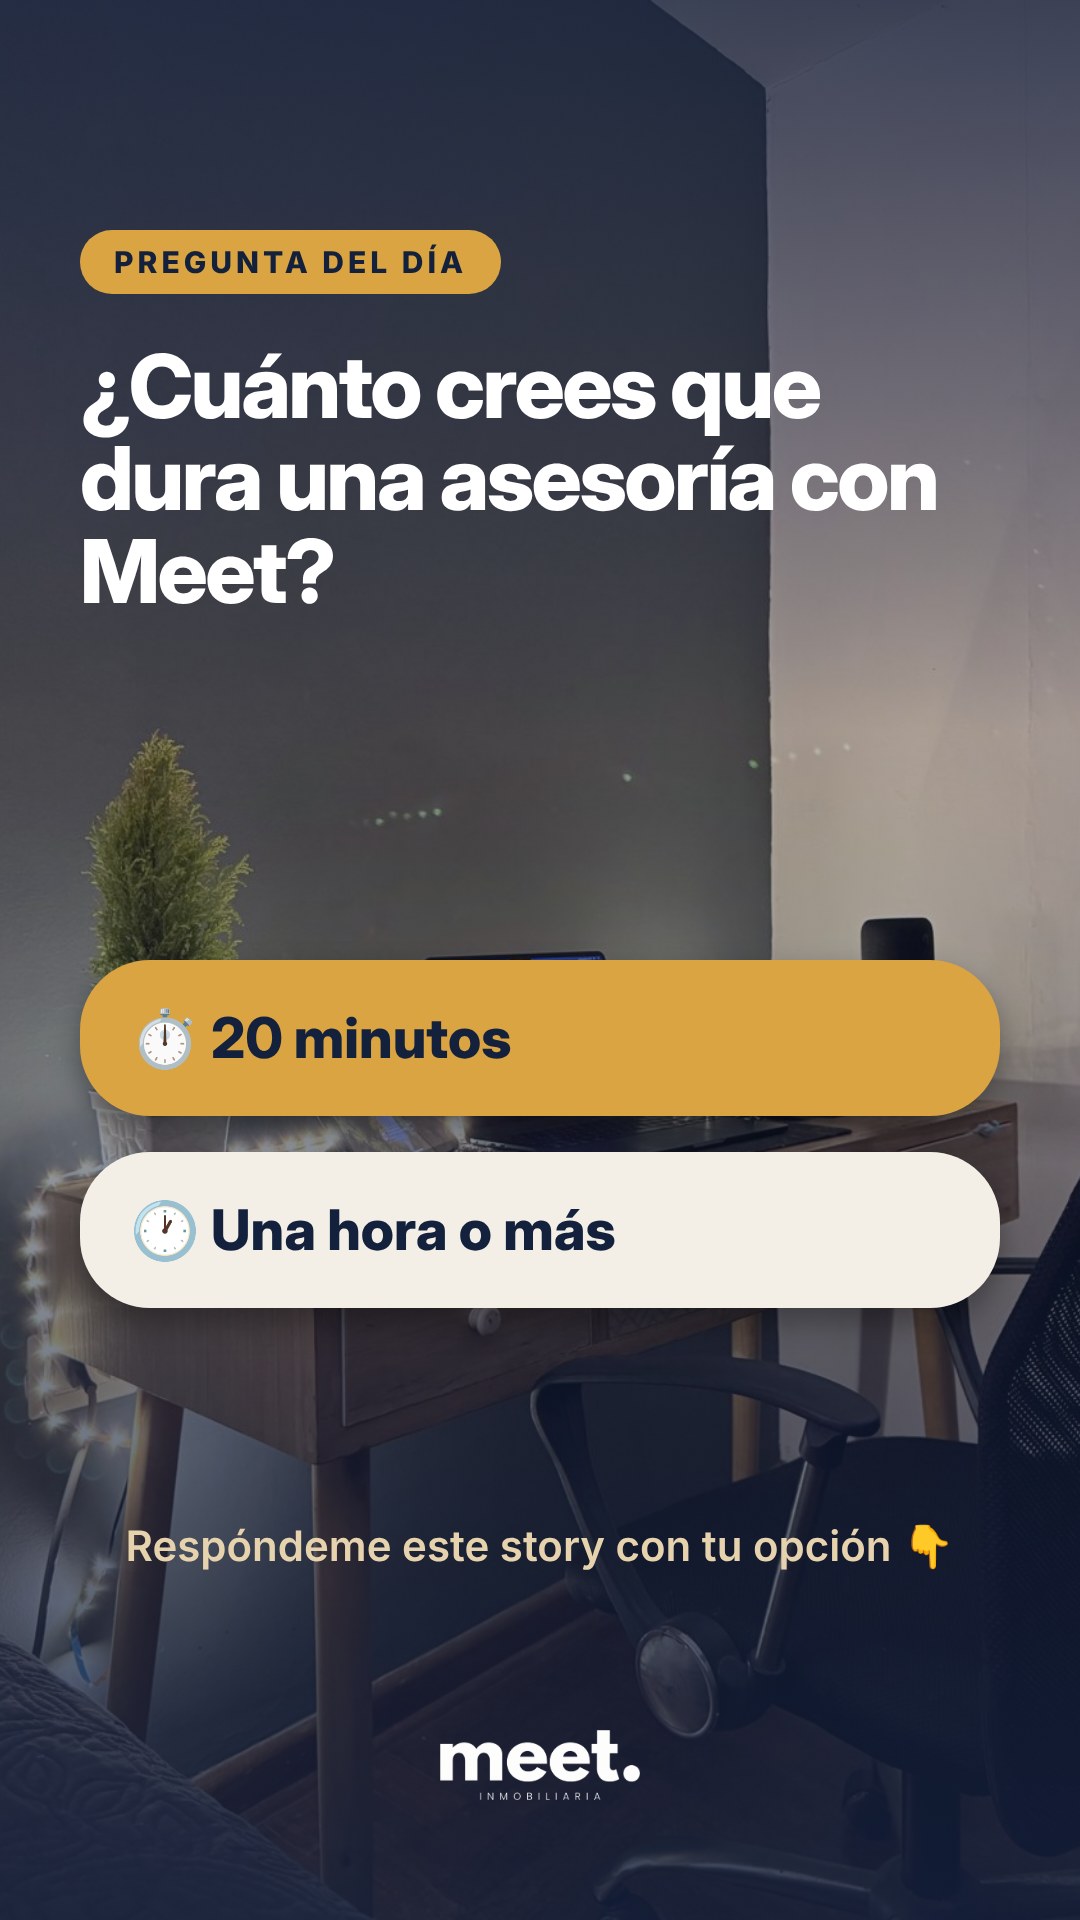 PREGUNTA DEL DÍA
¿Cuánto crees que
dura una asesoría con
Meet?
20 minutos
Una hora o más
Respóndeme este story con tu opción 👇
meet.
INMOBILIARIA